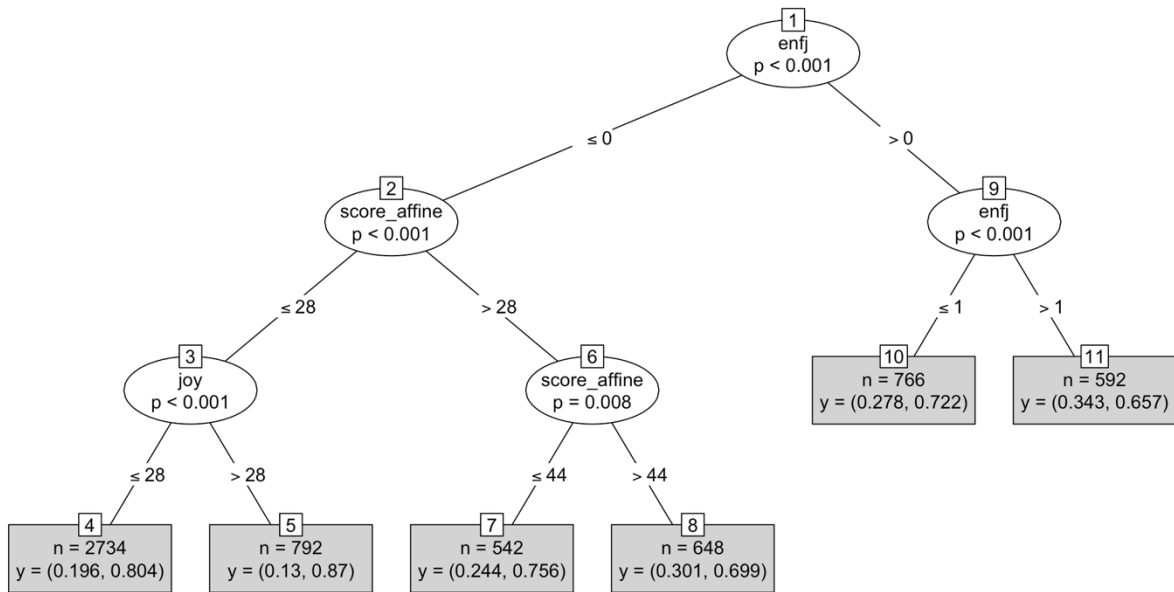 1
enfj
p < 0.001
≤ 0
> 0
2
score_affine
p < 0.001
9
enfj
p < 0.001
≤ 28
> 28
≤ 1
> 1
3
joy
p < 0.001
6
score_affine
p = 0.008
10
n = 766
y = (0.278, 0.722)
11
n = 592
y = (0.343, 0.657)
≤ 28
> 28
≤ 44
> 44
4
n = 2734
y = (0.196, 0.804)
5
n = 792
y = (0.13, 0.87)
7
n = 542
y = (0.244, 0.756)
8
n = 648
y = (0.301, 0.699)